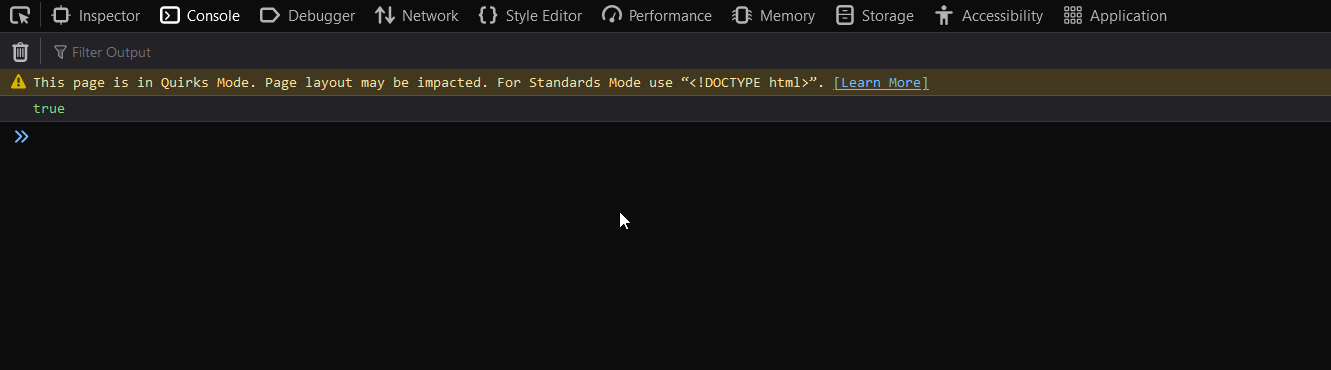 Inspector Console Debugger Network Style Editor Performance Memory Storage Accessibility Application
Filter Output
This page is in Quirks Mode. Page layout may be impacted. For Standards Mode use “<!DOCTYPE html>”. [Learn More]
true